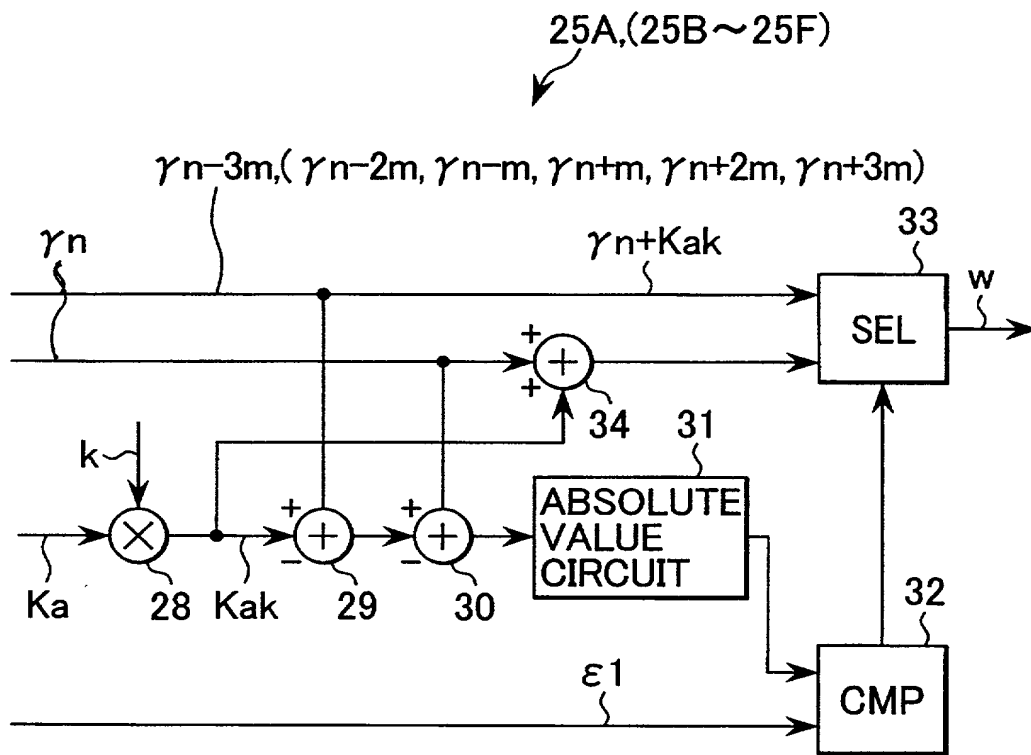 25A,(25B～25F)
γn-3m,( γn-2m, γn-m, γn+m, γn+2m, γn+3m)
γn
γn+Kak
33
w
SEL
+
+
+
34
31
k
ABSOLUTE
VALUE
CIRCUIT
+
−
+
+
−
+
×
Ka
28
Kak
29
30
32
ε1
CMP